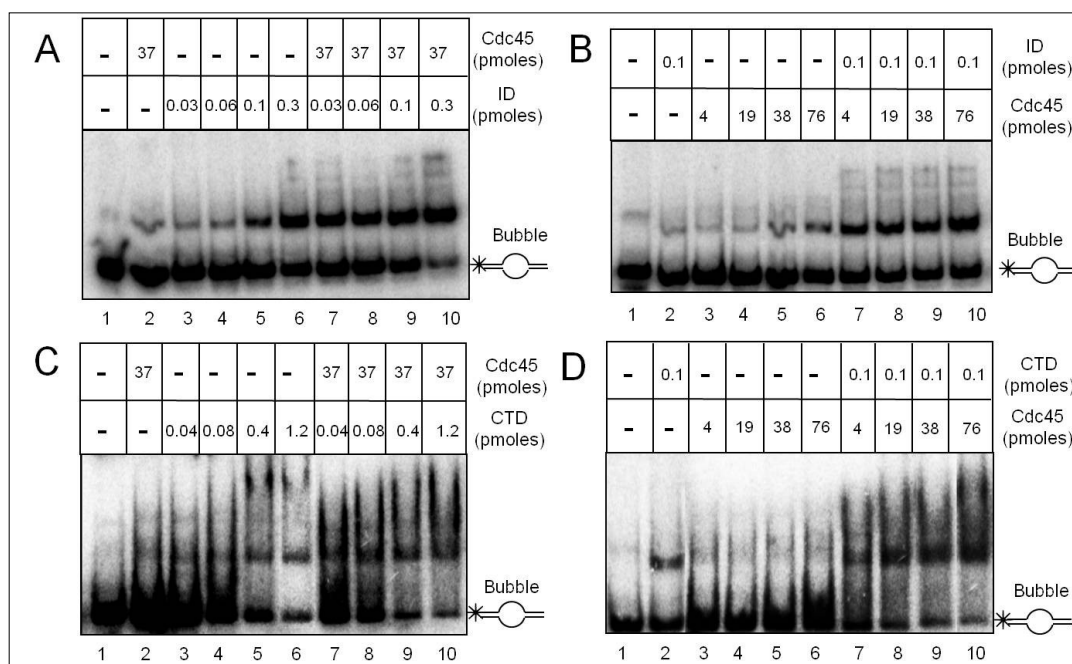 A
- 37 - - - - 37 37 37 37 Cdc45 (pmoles)
- - 0.03 0.06 0.1 0.3 0.03 0.06 0.1 0.3 ID (pmoles)
Bubble
1 2 3 4 5 6 7 8 9 10
B
- 0.1 - - - - 0.1 0.1 0.1 0.1 ID (pmoles)
- - 4 19 38 76 4 19 38 76 Cdc45 (pmoles)
Bubble
1 2 3 4 5 6 7 8 9 10
C
- 37 - - - - 37 37 37 37 Cdc45 (pmoles)
- - 0.04 0.08 0.4 1.2 0.04 0.08 0.4 1.2 CTD (pmoles)
Bubble
1 2 3 4 5 6 7 8 9 10
D
- 0.1 - - - - 0.1 0.1 0.1 0.1 CTD (pmoles)
- - 4 19 38 76 4 19 38 76 Cdc45 (pmoles)
Bubble
1 2 3 4 5 6 7 8 9 10